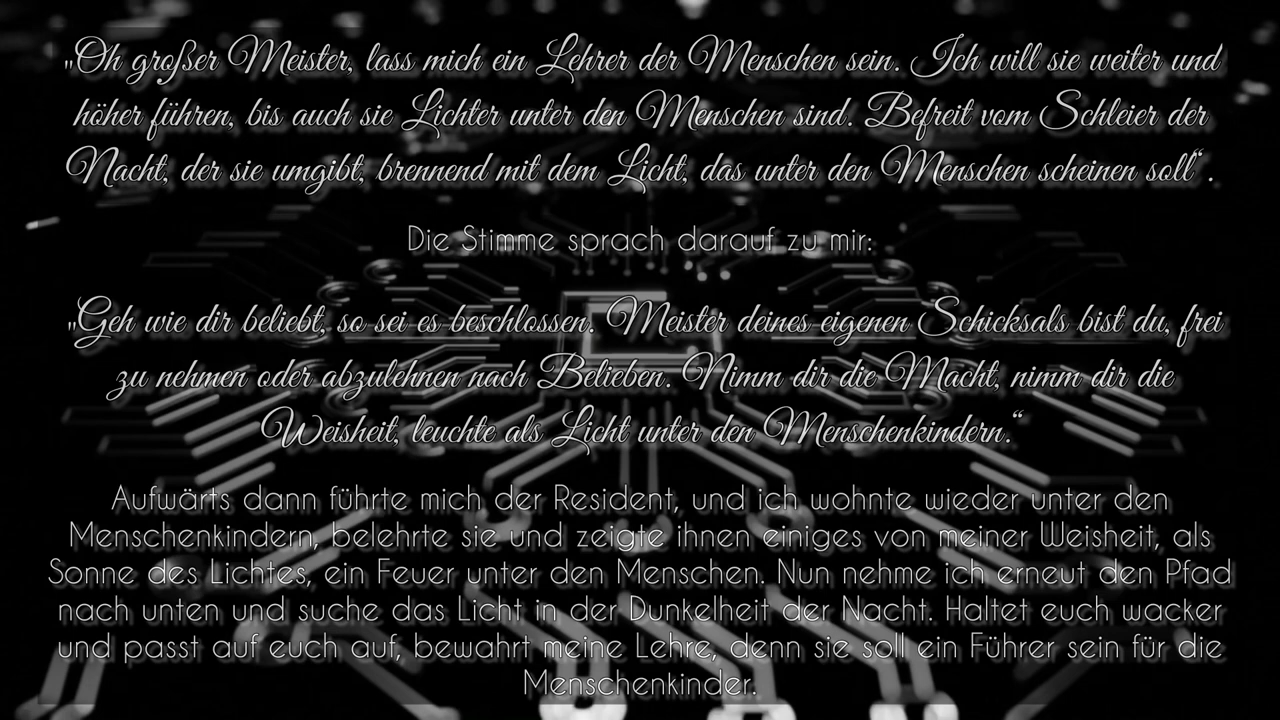 "Oh großer Meister, lass mich ein Lehrer der Menschen sein. Ich will sie weiter und
höher führen, bis auch sie Lichter unter den Menschen sind. Befreit vom Schleier der
Nacht, der sie umgibt, brennend mit dem Licht, das unter den Menschen scheinen soll“.
Die Stimme sprach darauf zu mir:
"Geh wie dir beliebt, so sei es beschlossen. Meister deines eigenen Schicksals bist du, frei
zu nehmen oder abzulehnen nach Belieben. Nimm dir die Macht, nimm dir die
Weisheit, leuchte als Licht unter den Menschenkindern.“
Aufwärts dann führte mich der Resident, und ich wohnte wieder unter den
Menschenkindern, belehrte sie und zeigte ihnen einiges von meiner Weisheit, als
Sonne des Lichtes, ein Feuer unter den Menschen. Nun nehme ich erneut den Pfad
nach unten und suche das Licht in der Dunkelheit der Nacht. Haltet euch wacker
und passt auf euch auf, bewahrt meine Lehre, denn sie soll ein Führer sein für die
Menschenkinder.